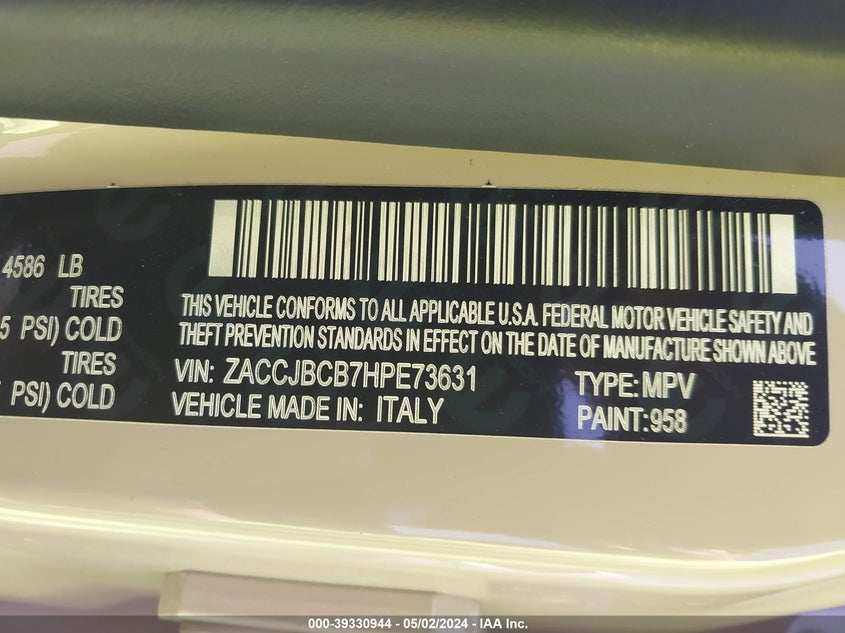 4586 LB
TIRES
5 PSI) COLD
TIRES
PSI) COLD
THIS VEHICLE CONFORMS TO ALL APPLICABLE U.S.A. FEDERAL MOTOR VEHICLE SAFETY AND
THEFT PREVENTION STANDARDS IN EFFECT ON THE DATE OF MANUFACTURE SHOWN ABOVE
VIN: ZACCJBCB7HPE73631 TYPE: MPV
VEHICLE MADE IN: ITALY PAINT:958
000-39330944 — 05/02/2024 — IAA Inc.